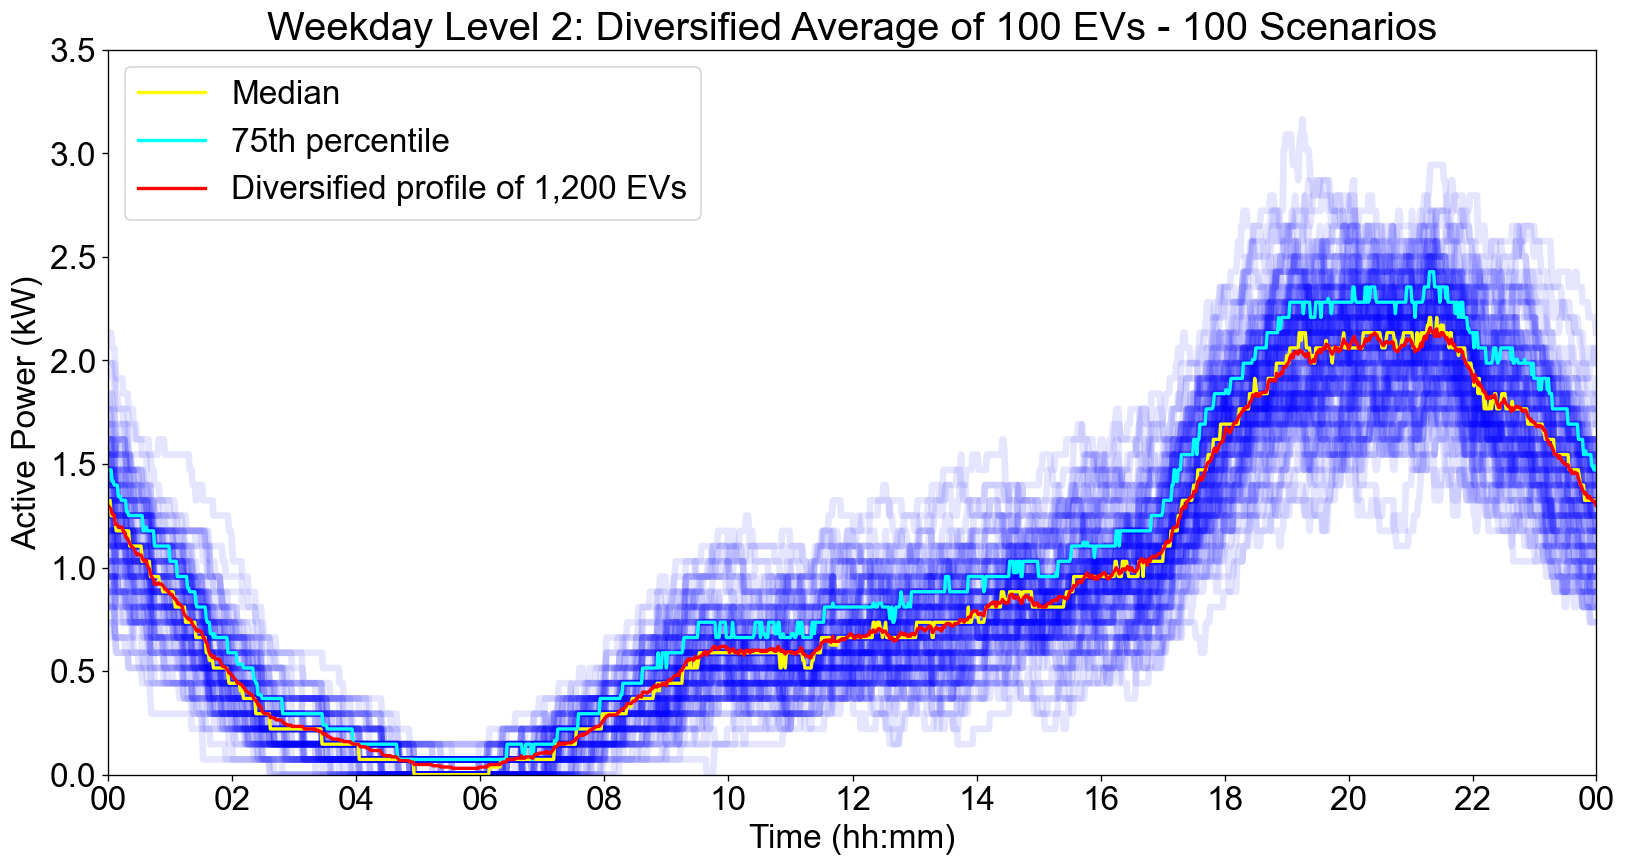 Weekday Level 2: Diversified Average of 100 EVs - 100 Scenarios
3.5
3.0
2.5
2.0
1.5
1.0
0.5
0.0
Active Power (kW)
Median
75th percentile
Diversified profile of 1,200 EVs
00 02 04 06 08 10 12 14 16 18 20 22 00
Time (hh:mm)